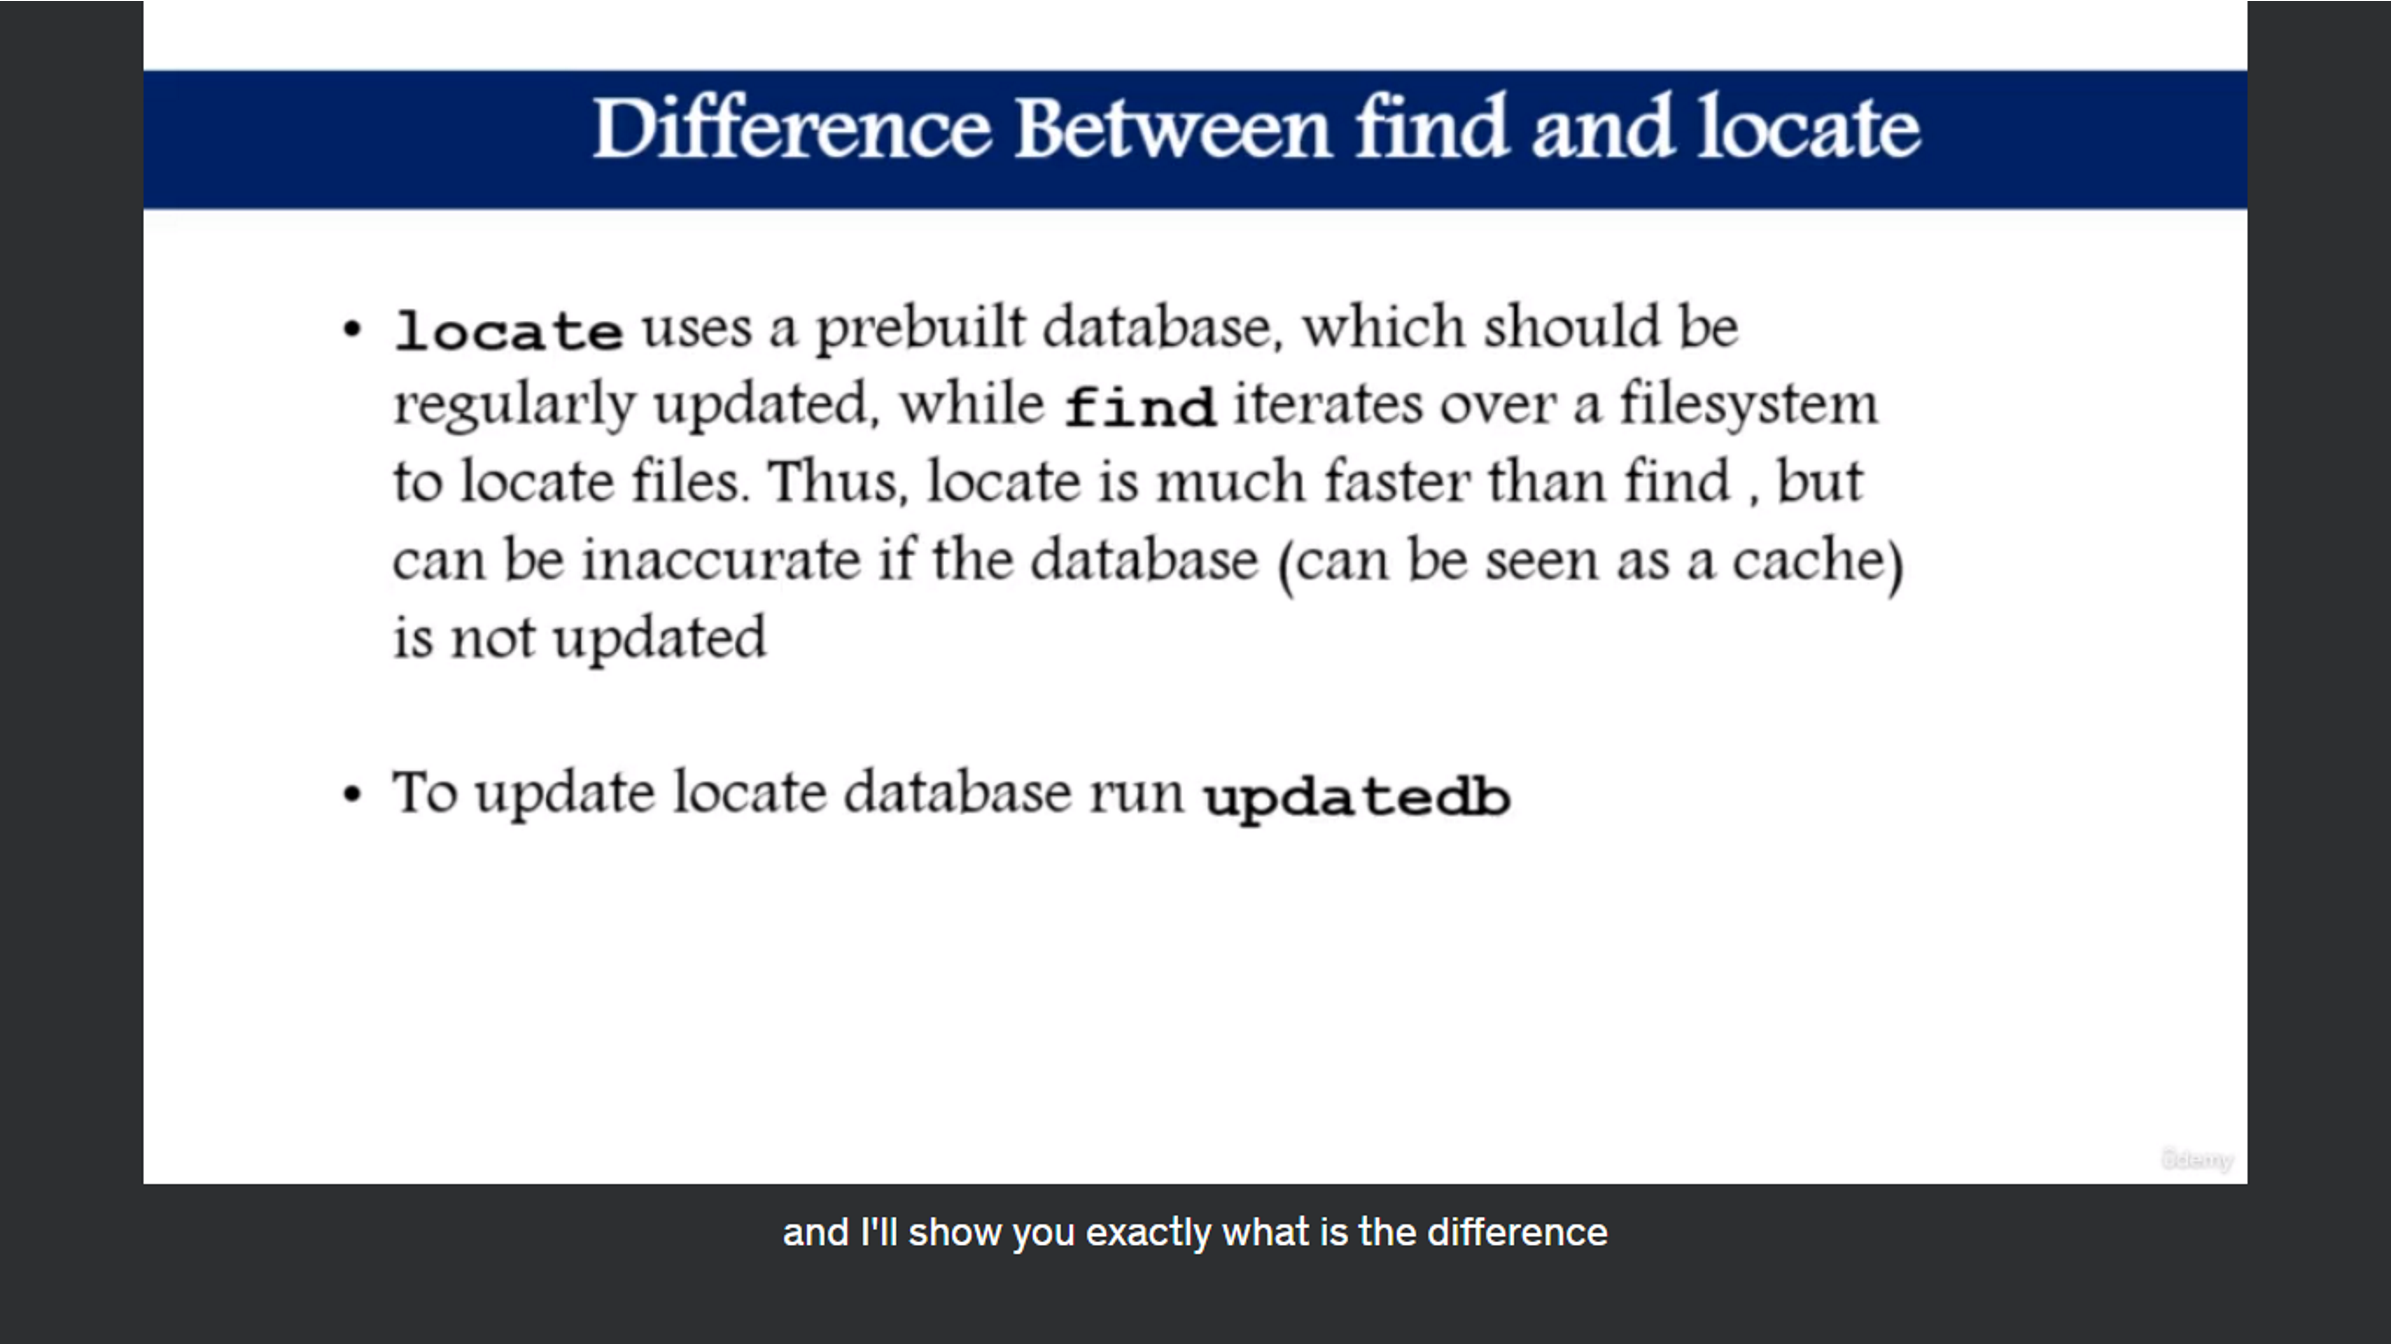 Difference Between find and locate
• locate uses a prebuilt database, which should be
regularly updated, while find iterates over a filesystem
to locate files. Thus, locate is much faster than find , but
can be inaccurate if the database (can be seen as a cache)
is not updated
• To update locate database run updatedb
ûdemy
and I'll show you exactly what is the difference